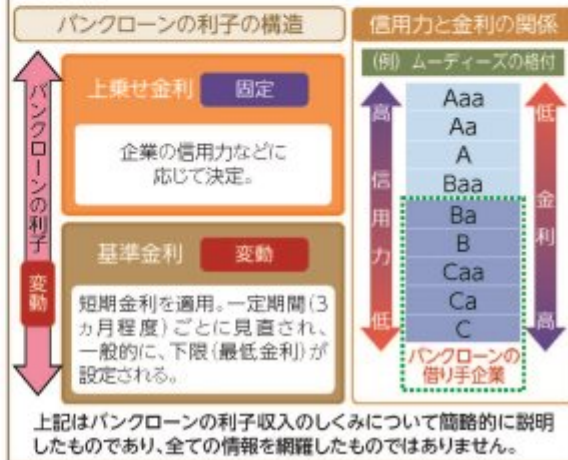 バンクローンの利子の構造
バンクローンの利子
変動
上乗せ金利 固定
企業の信用力などに
応じて決定。
基準金利 変動
短期金利を適用。一定期間(3
ヵ月程度)ごとに見直され、
一般的に、下限(最低金利)が
設定される。
信用力と金利の関係
(例) ムーディーズの格付
高 信用力 低
Aaa
Aa
A
Baa
Ba
B
Caa
Ca
C
低 金利 高
バンクローンの
借り手企業
上記はバンクローンの利子収入のしくみについて簡略的に説明
したものであり、全ての情報を網羅したものではありません。